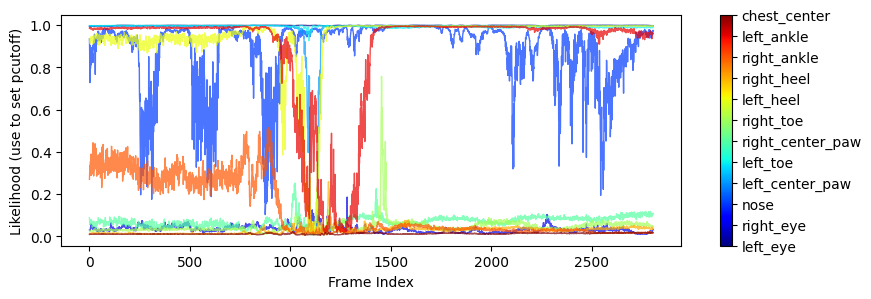 Likelihood (use to set pcutoff)
1.0
0.8
0.6
0.4
0.2
0.0
0
500
1000
1500
2000
2500
Frame Index
chest_center
left_ankle
right_ankle
right_heel
left_heel
right_toe
right_center_paw
left_toe
left_center_paw
nose
right_eye
left_eye